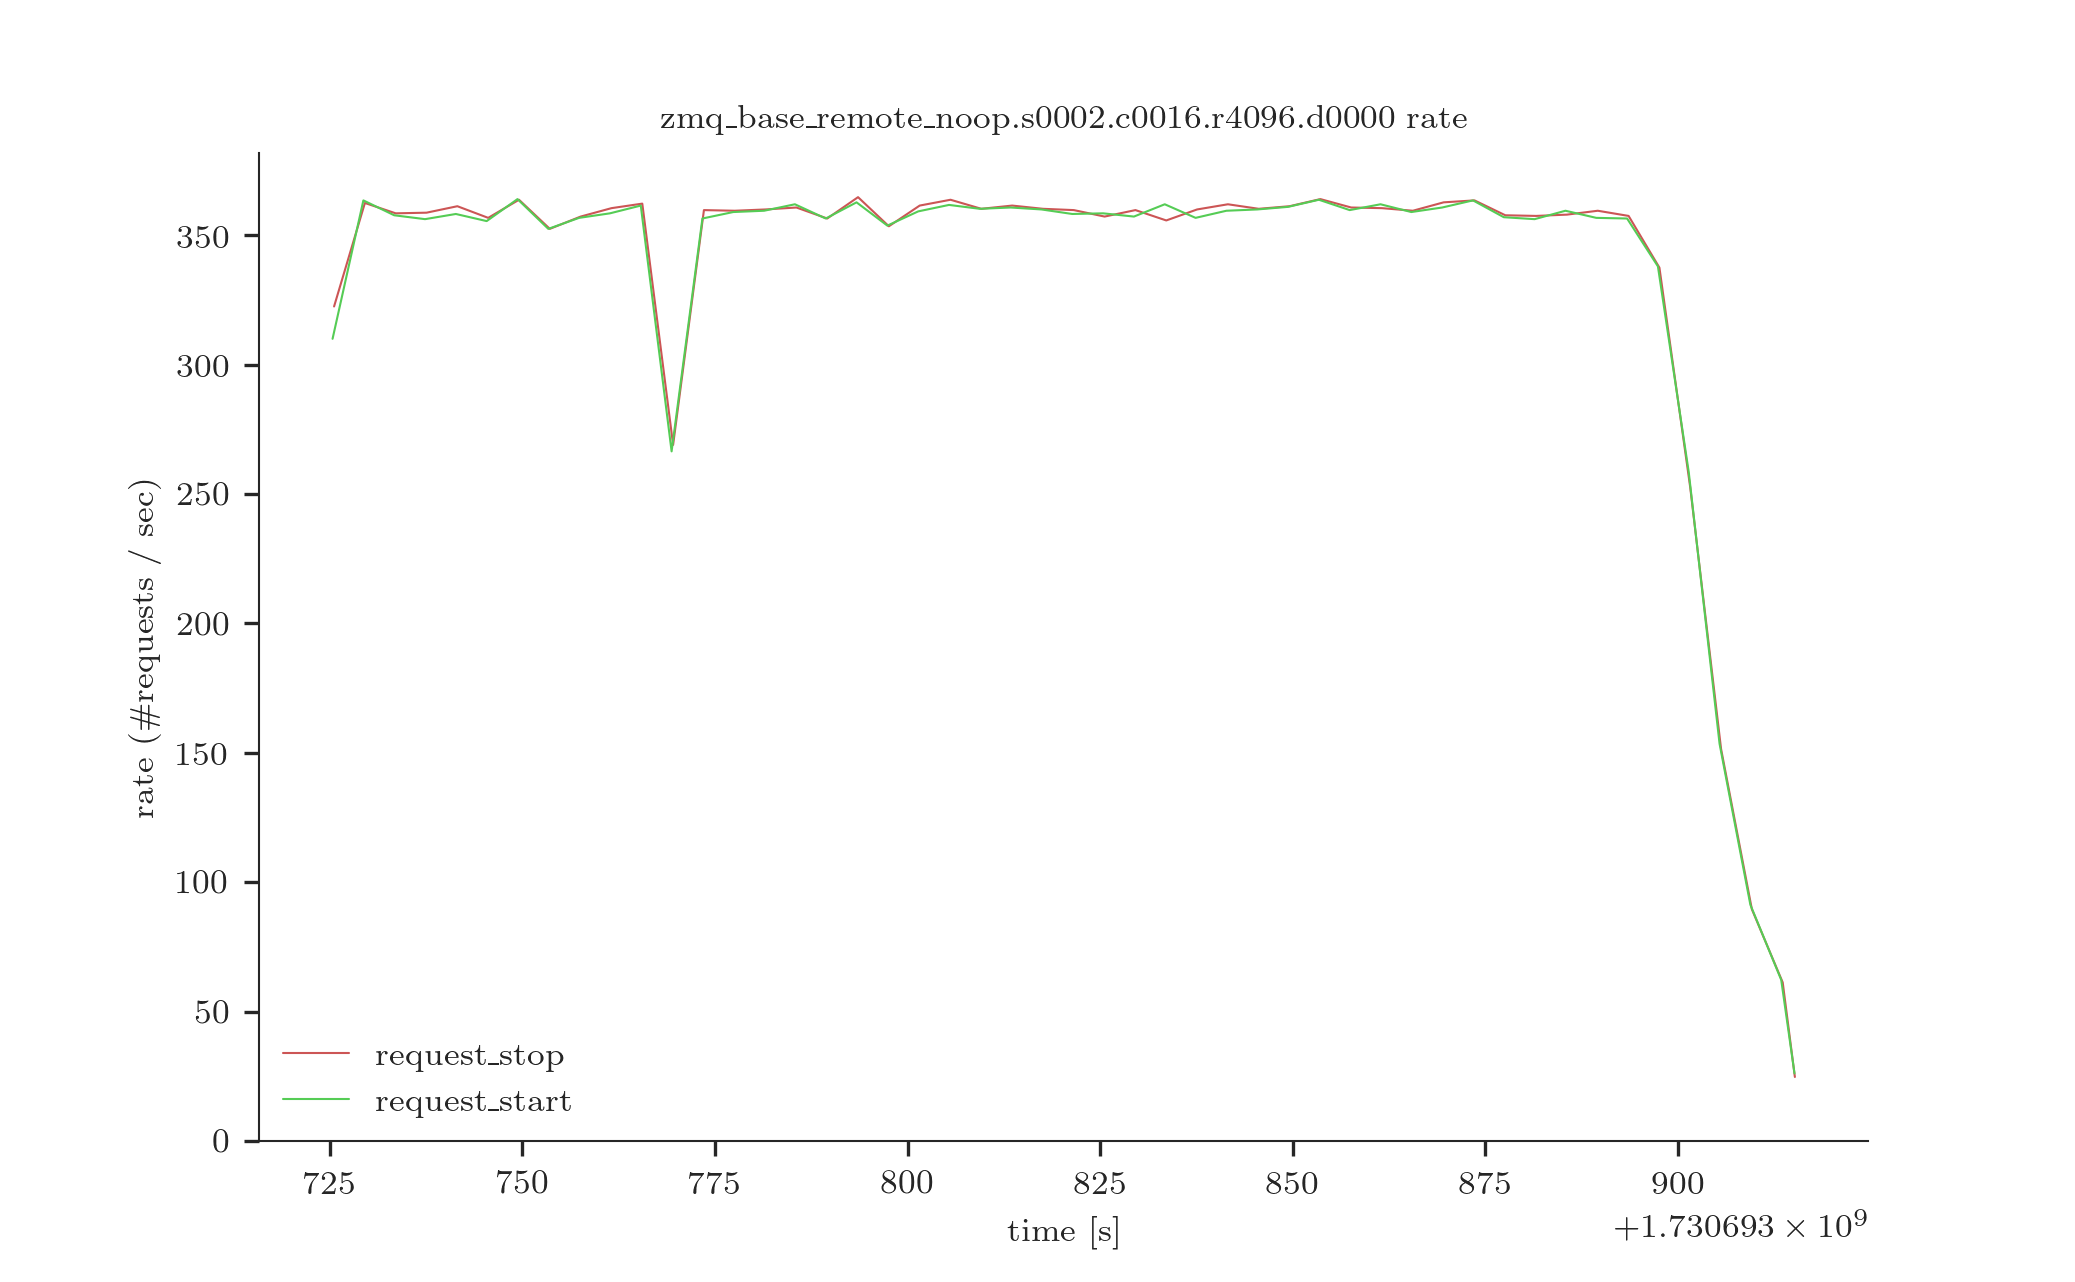 zmq_base_remote_noop.s0002.c0016.r4096.d0000 rate
rate (#requests / sec)
350
300
250
200
150
100
50
0
request_stop
request_start
725 750 775 800 825 850 875 900
time [s]
+1.730693 × 10⁹